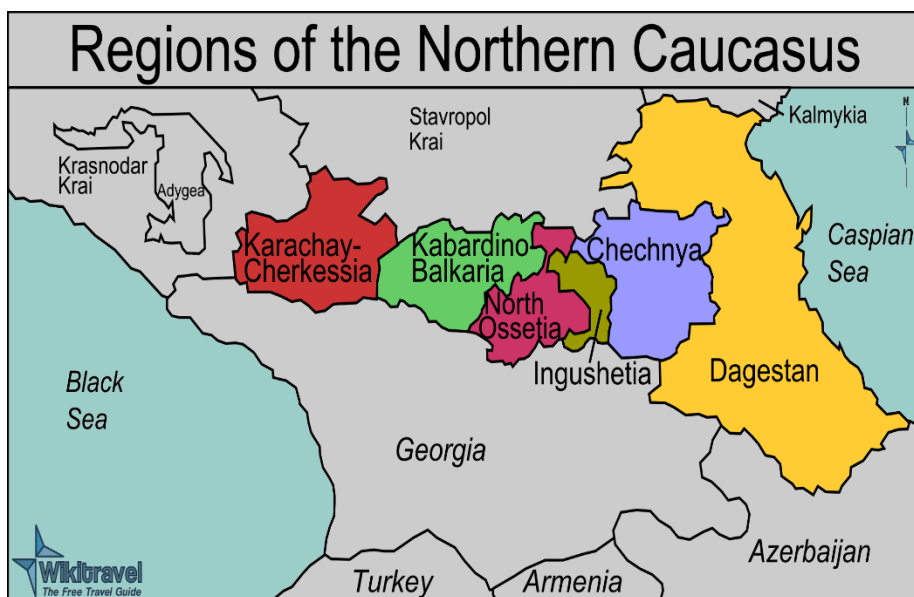 Regions of the Northern Caucasus
Kalmykia
N
Stavropol
Krai
Krasnodar
Krai
Adygea
Karachay-
Cherkessia
Kabardino-
Balkaria
Chechnya
Caspian
Sea
North
Ossetia
Ingushetia
Dagestan
Black
Sea
Georgia
Azerbaijan
Turkey
Armenia
Wikitravel
The Free Travel Guide